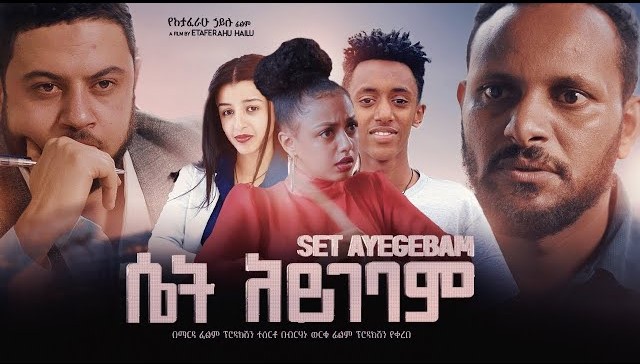 የእታፈራሁ ኃይሉ ፊልም
A FILM BY ETAFERAHU HAILU
SET AYEGEBAM
ሴት አይገባም
በማርዳ ፊልም ፕሮዳክሽን ተሰርቶ በብርሃኑ ወርቁ ፊልም ፕሮዳክሽን የቀረበ